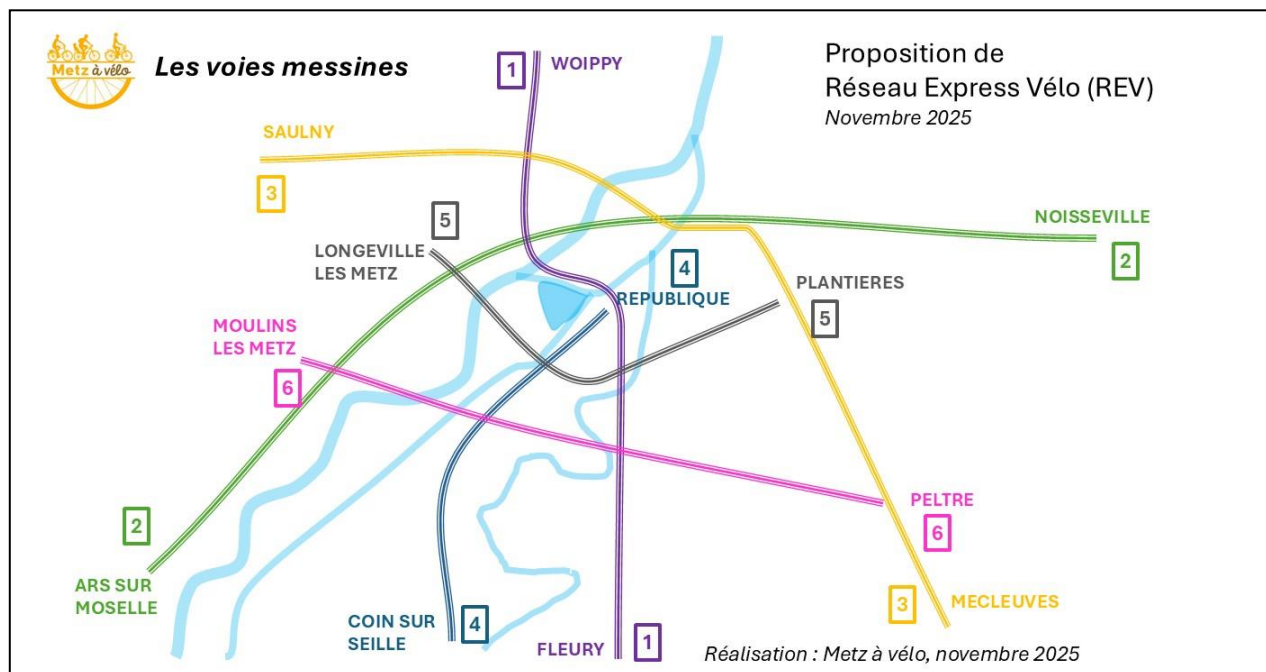 Metz à vélo
Les voies messines
Proposition de
Réseau Express Vélo (REV)
Novembre 2025
1
WOIPPY
SAULNY
3
5
LONGEVILLE
LES METZ
NOISSEVILLE
2
4
REPUBLIQUE
PLANTIERES
5
MOULINS
LES METZ
6
2
ARS SUR
MOSELLE
PELTRE
6
3
MECLEUVES
COIN SUR
SEILLE
4
FLEURY
1
Réalisation : Metz à vélo, novembre 2025